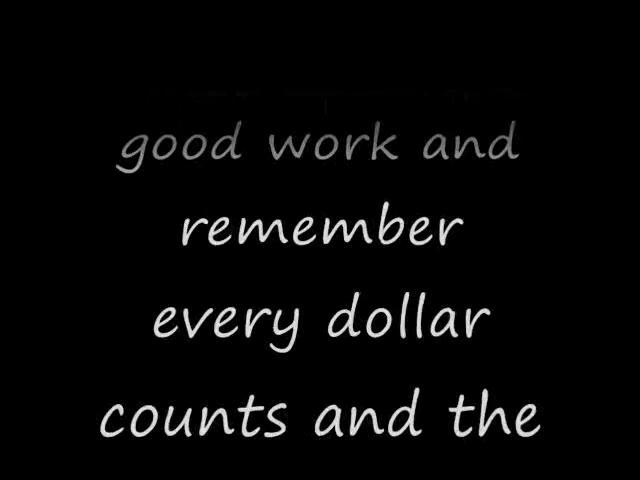 good work and
remember
every dollar
counts and the